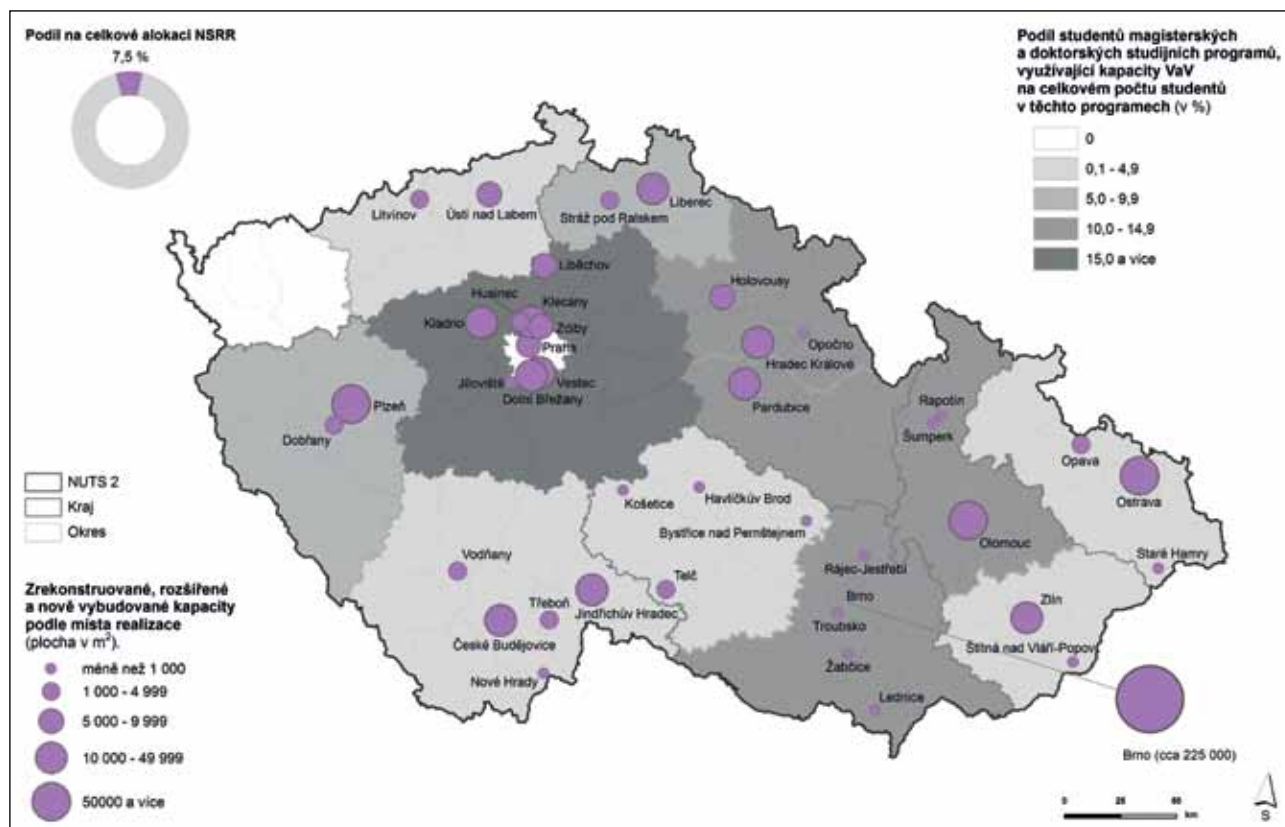 Podíl na celkové alokaci NSRR
7,5 %
Podíl studentů magisterských
a doktorských studijních programů,
využívající kapacity VaV
na celkovém počtu studentů
v těchto programech (v %)
0
0,1 - 4,9
5,0 - 9,9
10,0 - 14,9
15,0 a více
Litvínov
Ústí nad Labem
Stráž pod Ralskem
Liberec
Liběchov
Husinec
Klecany
Kladno
Zdiby
Praha
Jíloviště
Vestec
Dolní Břežany
Holovousy
Opočno
Hradec Králové
Pardubice
Plzeň
Dobřany
Rapotín
Šumperk
Opava
Ostrava
Olomouc
Staré Hamry
Košetice
Havlíčkův Brod
Bystřice nad Pernštejnem
Vodňany
Třeboň
Jindřichův Hradec
Telč
České Budějovice
Nové Hrady
Rájec-Jestřebí
Brno
Troubsko
Žabčice
Lednice
Zlín
Štítná nad Vláří-Popov
Brno (cca 225 000)
NUTS 2
Kraj
Okres
Zrekonstruované, rozšířené
a nově vybudované kapacity
podle místa realizace
(plocha v m²).
méně než 1 000
1 000 - 4 999
5 000 - 9 999
10 000 - 49 999
50000 a více
0
25
km
S